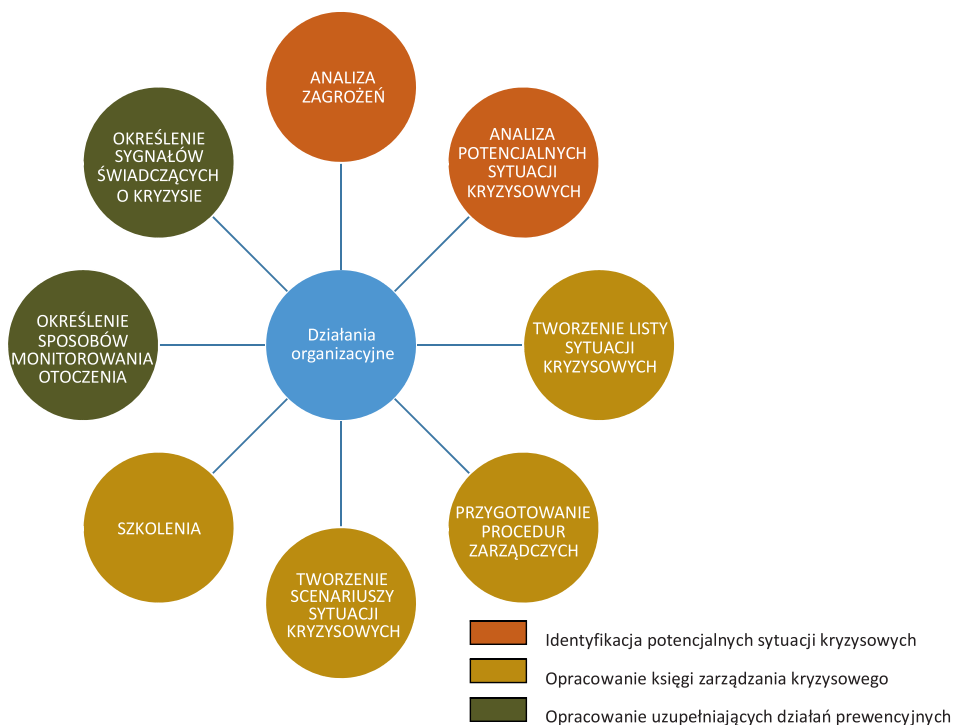 ANALIZA
ZAGROŻEŃ
ANALIZA
POTENCJALNYCH
SYTUACJI
KRYZYSOWYCH
TWORZENIE LISTY
SYTUACJI
KRYZYSOWYCH
PRZYGOTOWANIE
PROCEDUR
ZARZĄDCZYCH
TWORZENIE
SCENARIUSZY
SYTUACJI
KRYZYSOWYCH
SZKOLENIA
OKREŚLENIE
SPOSOBÓW
MONITOROWANIA
OTOCZENIA
OKREŚLENIE
SYGNAŁÓW
ŚWIADCZĄCYCH
O KRYZYSIE
Działania
organizacyjne
Identyfikacja potencjalnych sytuacji kryzysowych
Opracowanie księgi zarządzania kryzysowego
Opracowanie uzupełniających działań prewencyjnych